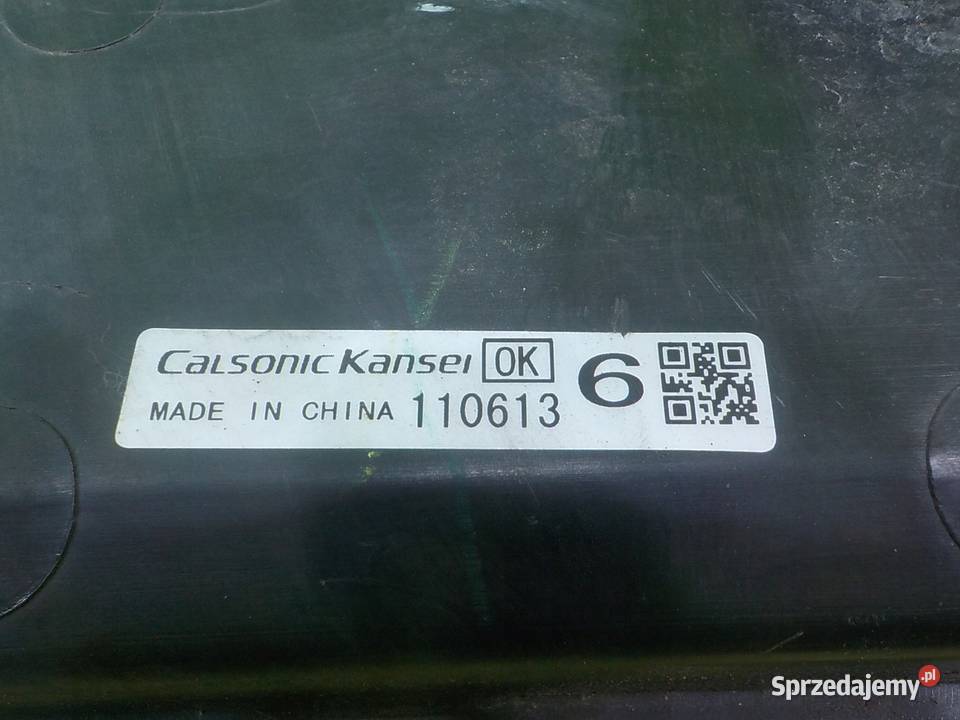 Calsonic Kansei OK 6
MADE IN CHINA 110613
Sprzedajemy.pl